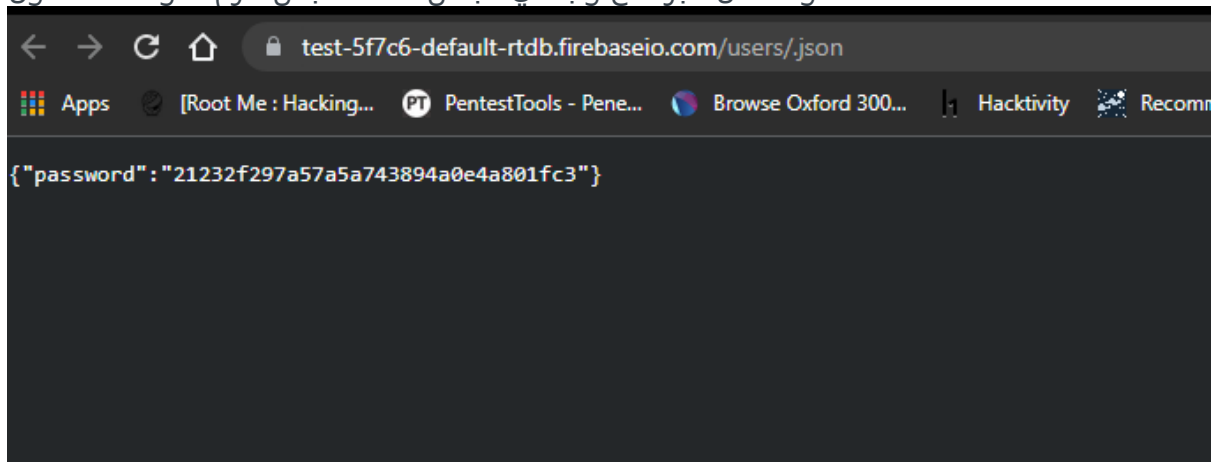 test-5f7c6-default-rtdb.firebaseio.com/users/.json
Apps [Root Me : Hacking... PT PentestTools - Pene... Browse Oxford 300... h Hacktivity Recomm
{"password":"21232f297a57a5a743894a0e4a801fc3"}